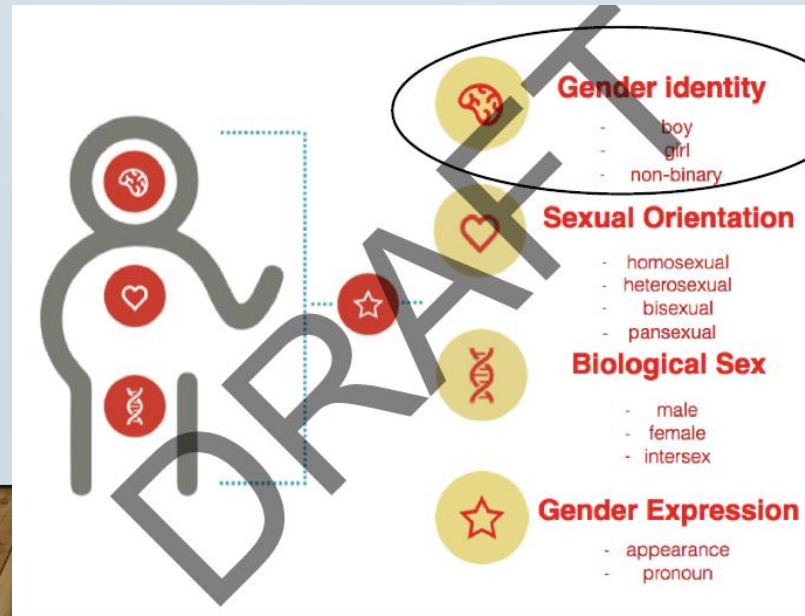 Gender identity
- boy
- girl
- non-binary
Sexual Orientation
- homosexual
- heterosexual
- bisexual
- pansexual
Biological Sex
- male
- female
- intersex
Gender Expression
- appearance
- pronoun
DRAFT